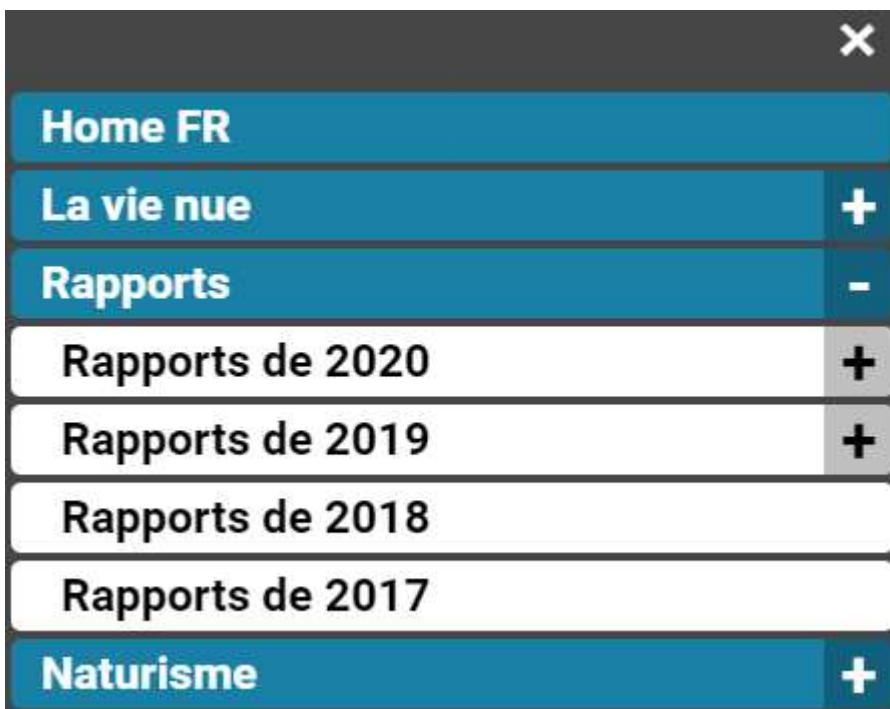 ×
Home FR
La vie nue +
Rapports -
Rapports de 2020 +
Rapports de 2019 +
Rapports de 2018
Rapports de 2017
Naturisme +